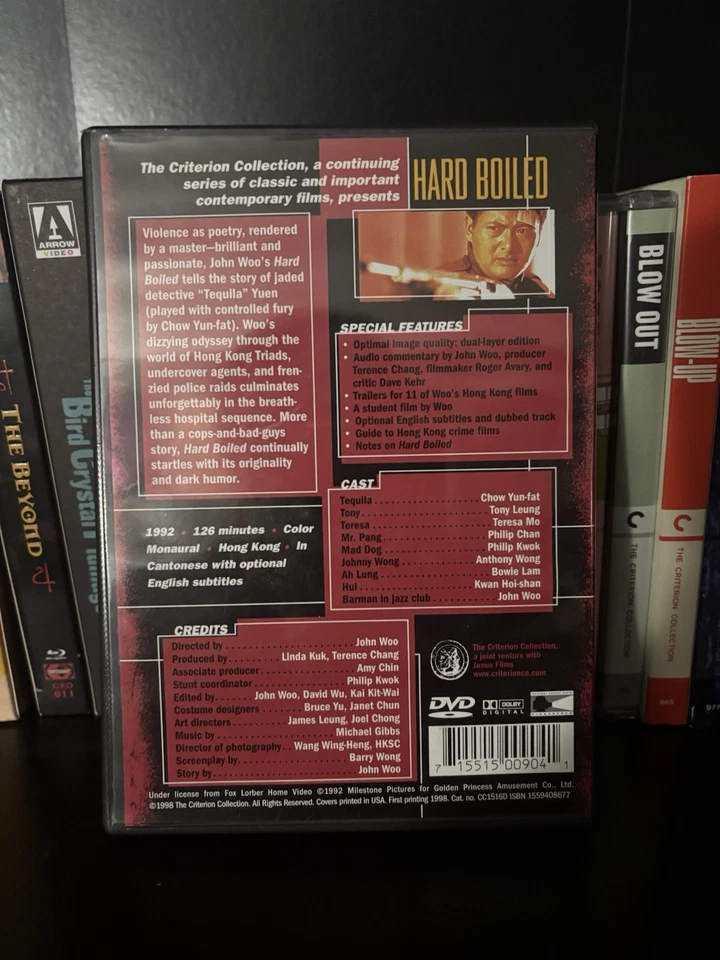 The Criterion Collection, a continuing
series of classic and important
contemporary films, presents
HARD BOILED
Violence as poetry, rendered
by a master—brilliant and
passionate, John Woo's Hard
Boiled tells the story of jaded
detective “Tequila” Yuen
(played with controlled fury
by Chow Yun-fat). Woo's
dizzying odyssey through the
world of Hong Kong Triads,
undercover agents, and fren-
zied police raids culminates
unforgettably in the breath-
less hospital sequence. More
than a cops-and-bad-guys
story, Hard Boiled continually
startles with its originality
and dark humor.
1992 • 126 minutes • Color
Monaural • Hong Kong • In
Cantonese with optional
English subtitles
SPECIAL FEATURES
• Optimal image quality: dual-layer edition
• Audio commentary by John Woo, producer
Terence Chang, filmmaker Roger Avary, and
critic Dave Kehr
• Trailers for 11 of Woo's Hong Kong films
• A student film by Woo
• Optional English subtitles and dubbed track
• Guide to Hong Kong crime films
• Notes on Hard Boiled
CAST
Tequila Chow Yun-fat
Tony Tony Leung
Teresa Teresa Mo
Mr. Pang Philip Chan
Mad Dog Philip Kwok
Johnny Wong Anthony Wong
Ah Lung Bowie Lam
Hui Kwan Hoi-shan
Barman in jazz club John Woo
CREDITS
Directed by John Woo
Produced by Linda Kuk, Terence Chang
Associate producer Amy Chin
Stunt coordinator Philip Kwok
Edited by John Woo, David Wu, Kai Kit-Wai
Costume designers Bruce Yu, Janet Chun
Art directors James Leung, Joel Chong
Music by Michael Gibbs
Director of photography Wang Wing-Heng, HKSC
Screenplay by Barry Wong
Story by John Woo
The Criterion Collection,
a joint venture with
Janus Films
www.criterionco.com
DVD
DOLBY
DIGITAL
7 15515 00904 1
Under license from Fox Lorber Home Video ©1992 Milestone Pictures for Golden Princess Amusement Co., Ltd.
©1998 The Criterion Collection. All Rights Reserved. Covers printed in USA. First printing 1998. Cat. no. CC1516D ISBN 1559408677
THE BEYOND
ARROW
VIDEO
The Bird
Crystal
BLOW OUT
THE CRITERION COLLECTION
BLOW-UP
THE CRITERION COLLECTION
865